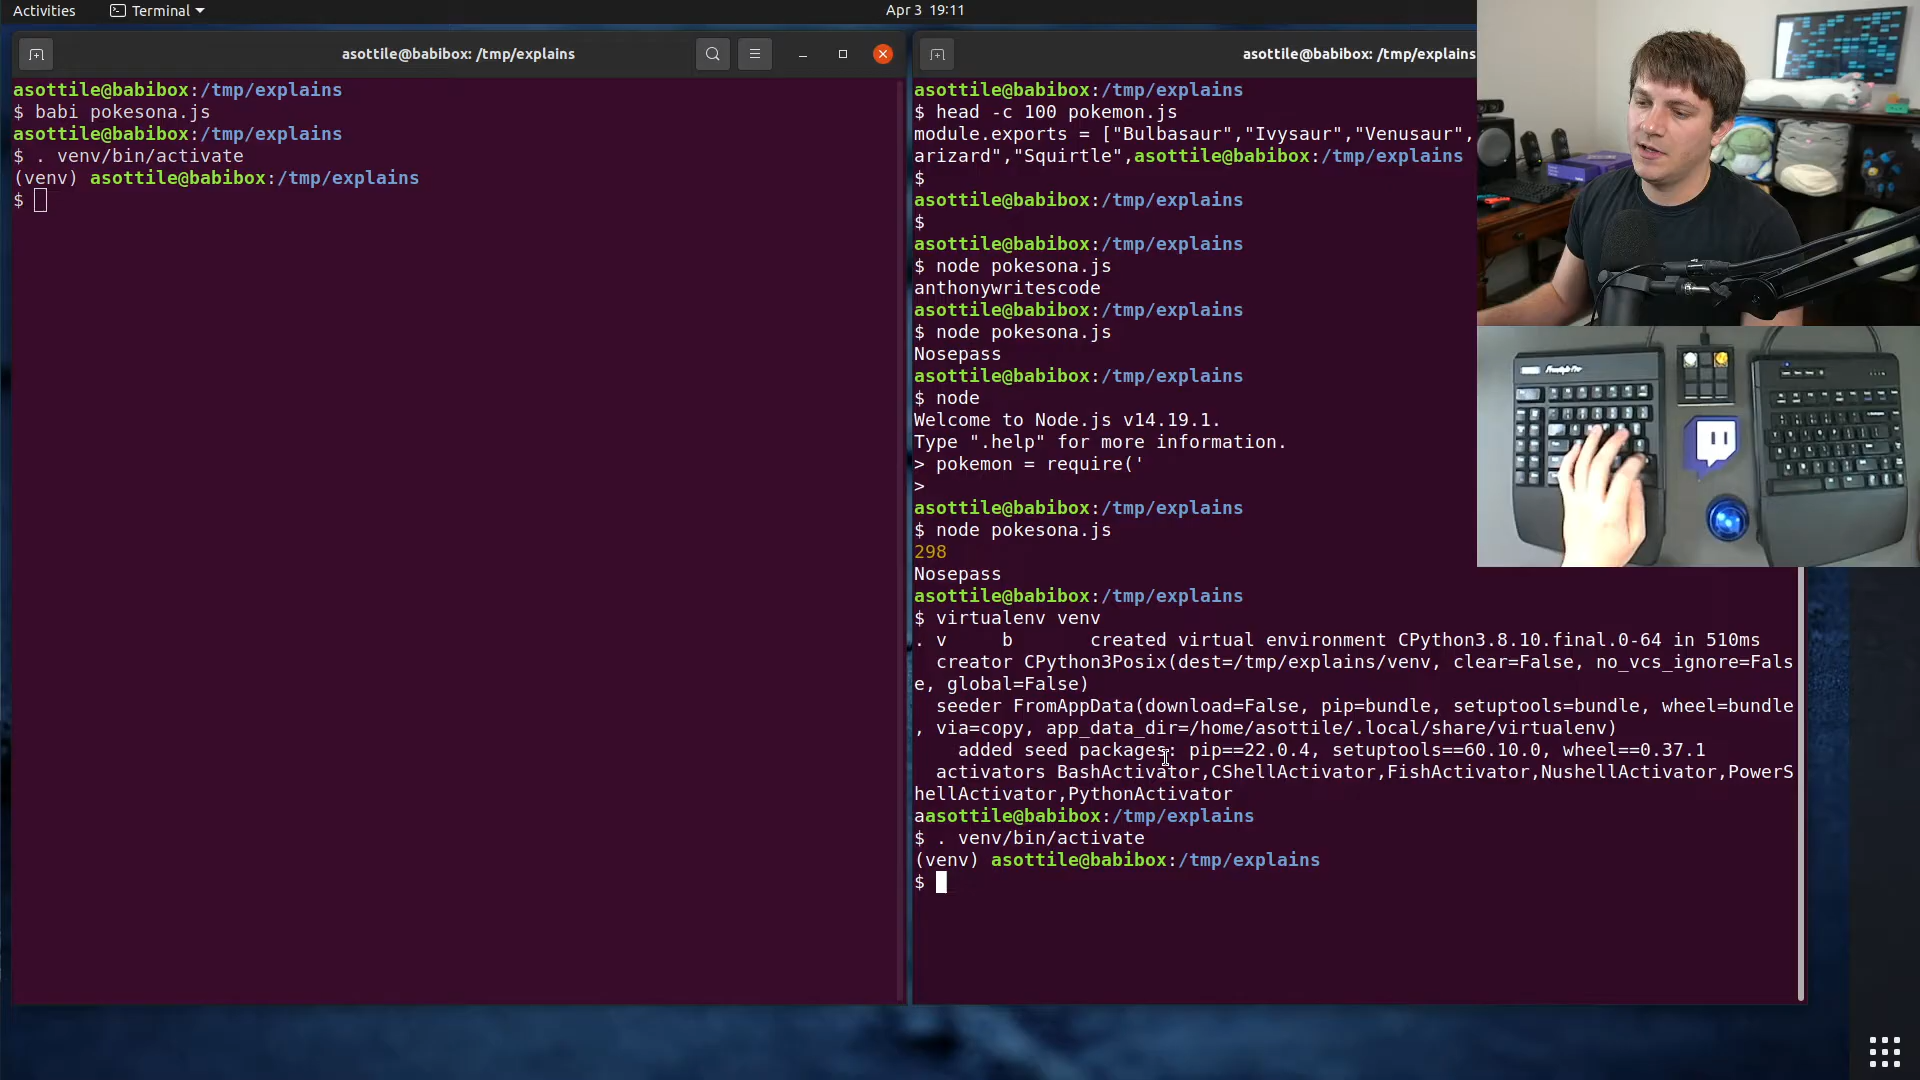 Activities
Terminal
Apr 3 19:11
asottile@babibox: /tmp/explains
asottile@babibox:/tmp/explains
$ babi pokesona.js
asottile@babibox:/tmp/explains
$ . venv/bin/activate
(venv) asottile@babibox:/tmp/explains
$
asottile@babibox: /tmp/explains
asottile@babibox:/tmp/explains
$ head -c 100 pokemon.js
module.exports = ["Bulbasaur","Ivysaur","Venusaur",
arizard","Squirtle",asottile@babibox:/tmp/explains
$
asottile@babibox:/tmp/explains
$
asottile@babibox:/tmp/explains
$ node pokesona.js
anthonywritescode
asottile@babibox:/tmp/explains
$ node pokesona.js
Nosepass
asottile@babibox:/tmp/explains
$ node
Welcome to Node.js v14.19.1.
Type ".help" for more information.
> pokemon = require('
>
asottile@babibox:/tmp/explains
$ node pokesona.js
298
Nosepass
asottile@babibox:/tmp/explains
$ virtualenv venv
. v     b       created virtual environment CPython3.8.10.final.0-64 in 510ms
  creator CPython3Posix(dest=/tmp/explains/venv, clear=False, no_vcs_ignore=Fals
e, global=False)
  seeder FromAppData(download=False, pip=bundle, setuptools=bundle, wheel=bundle
, via=copy, app_data_dir=/home/asottile/.local/share/virtualenv)
    added seed packages: pip==22.0.4, setuptools==60.10.0, wheel==0.37.1
  activators BashActivator,CShellActivator,FishActivator,NushellActivator,PowerS
hellActivator,PythonActivator
aasottile@babibox:/tmp/explains
$ . venv/bin/activate
(venv) asottile@babibox:/tmp/explains
$
Freestyle Pro